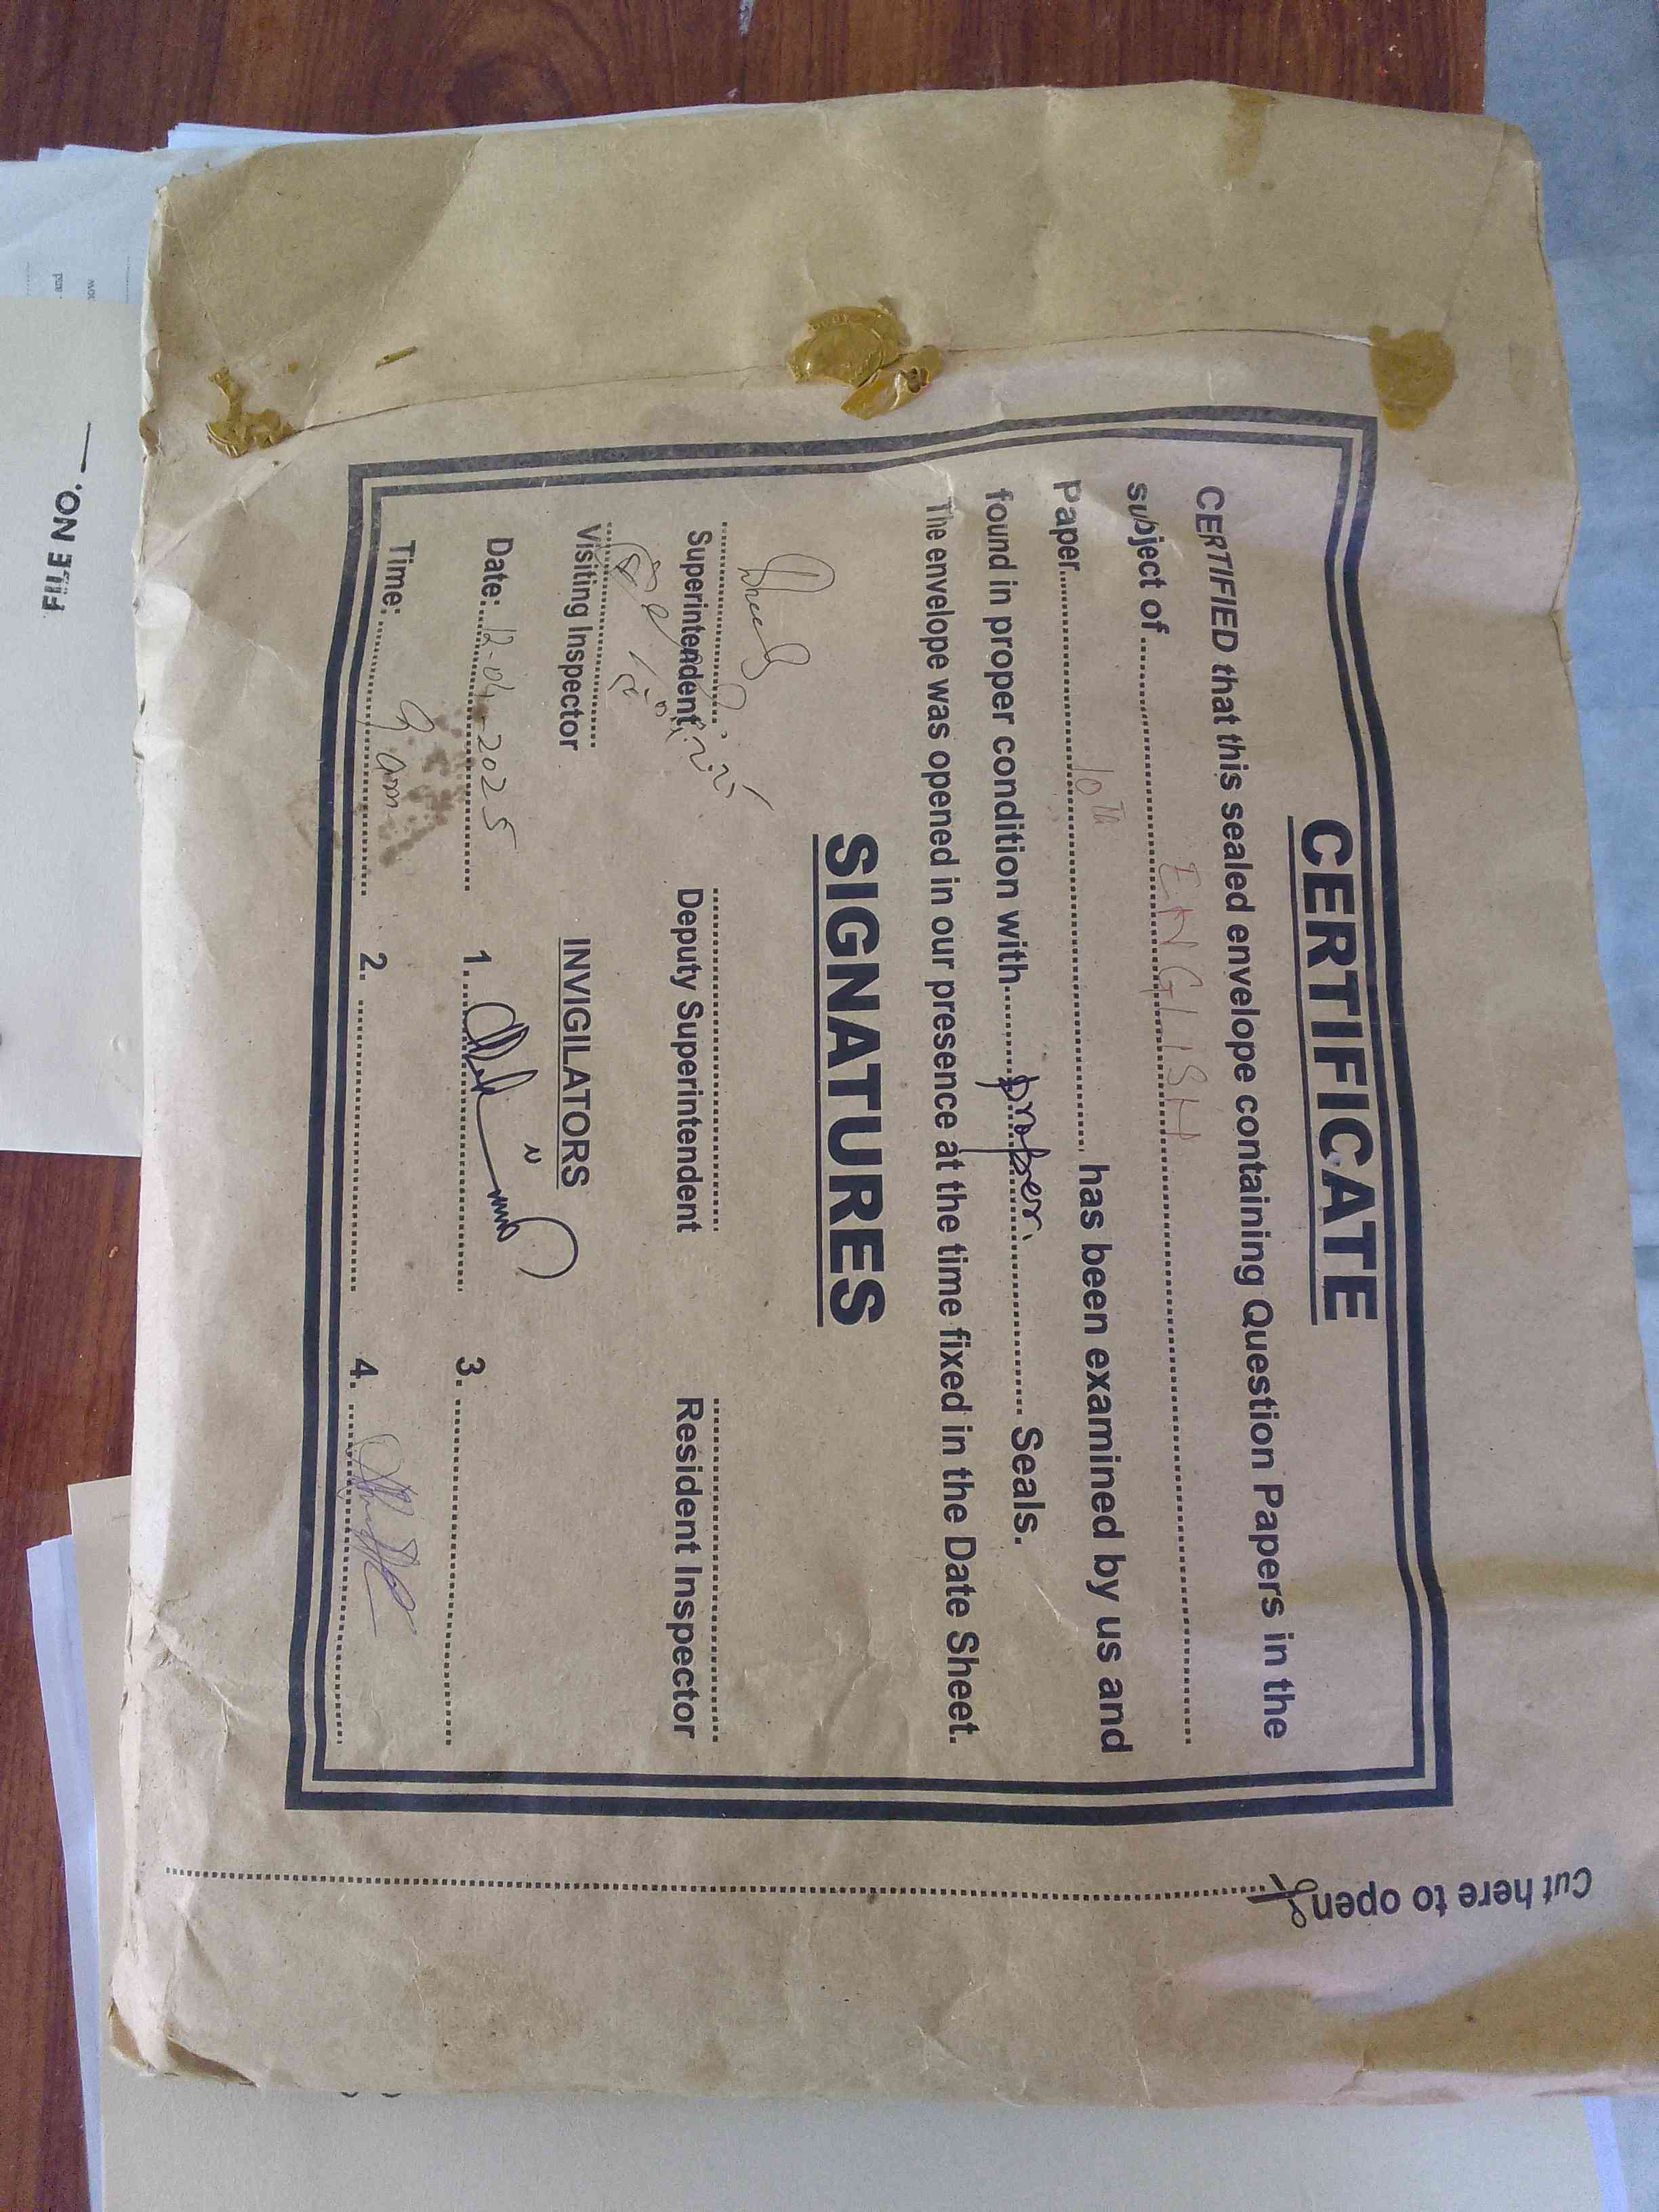 CERTIFICATE
CERTIFIED that this sealed envelope containing Question Papers in the
subject of ENGLISH
Paper 10th has been examined by us and
found in proper condition with proper Seals.
The envelope was opened in our presence at the time fixed in the Date Sheet.
SIGNATURES
Superintendent
Deputy Superintendent
Resident Inspector
Visiting Inspector
INVIGILATORS
Date: 12-04-2025
1.
3.
Time: 9 am
2.
4.
Cut here to open
FILE NO.